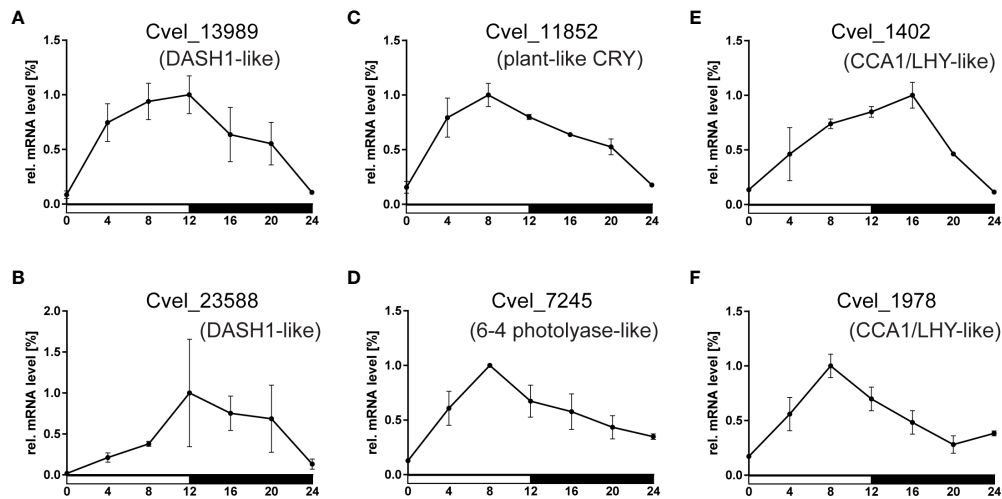 A
Cvel_13989
(DASH1-like)
rel. mRNA level [%]
1.5
1.0
0.5
0.0
0 4 8 12 16 20 24
C
Cvel_11852
(plant-like CRY)
rel. mRNA level [%]
1.5
1.0
0.5
0.0
0 4 8 12 16 20 24
E
Cvel_1402
(CCA1/LHY-like)
rel. mRNA level [%]
1.5
1.0
0.5
0.0
0 4 8 12 16 20 24
B
Cvel_23588
(DASH1-like)
rel. mRNA level [%]
2.0
1.5
1.0
0.5
0.0
0 4 8 12 16 20 24
D
Cvel_7245
(6-4 photolyase-like)
rel. mRNA level [%]
1.5
1.0
0.5
0.0
0 4 8 12 16 20 24
F
Cvel_1978
(CCA1/LHY-like)
rel. mRNA level [%]
1.5
1.0
0.5
0.0
0 4 8 12 16 20 24